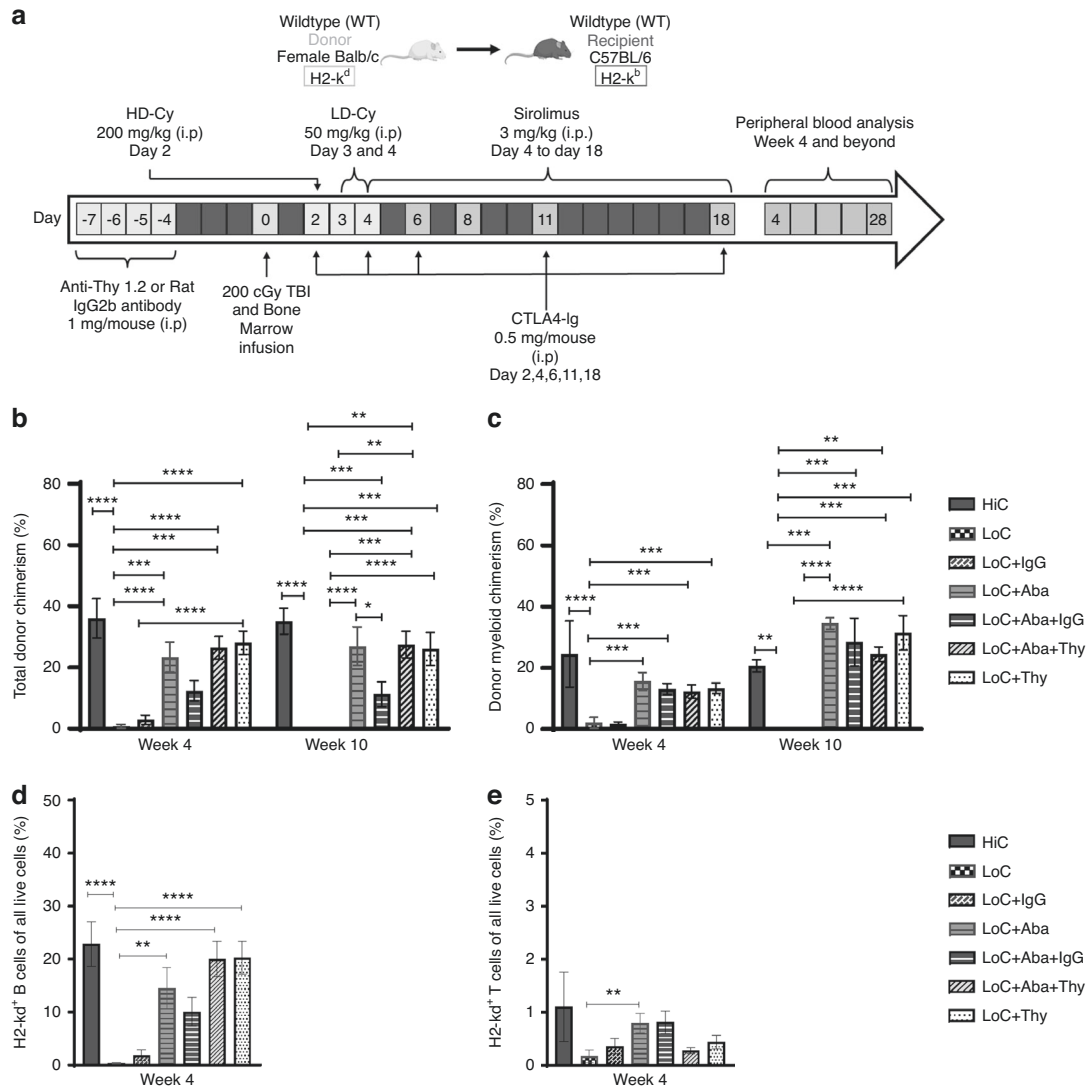 a
Wildtype (WT)
Donor
Female Balb/c
H2-kᵈ
Wildtype (WT)
Recipient
C57BL/6
H2-kᵇ
HD-Cy
200 mg/kg (i.p)
Day 2
LD-Cy
50 mg/kg (i.p)
Day 3 and 4
Sirolimus
3 mg/kg (i.p.)
Day 4 to day 18
Peripheral blood analysis
Week 4 and beyond
Day -7 -6 -5 -4 0 2 3 4 6 8 11 18 4 28
Anti-Thy 1.2 or Rat
IgG2b antibody
1 mg/mouse (i.p)
200 cGy TBI
and Bone
Marrow
infusion
CTLA4-Ig
0.5 mg/mouse
(i.p)
Day 2,4,6,11,18
b
Total donor chimerism (%)
80
60
40
20
0
****
****
****
***
***
****
****
**
**
***
***
***
***
****
****
****
*
Week 4
Week 10
c
Donor myeloid chimerism (%)
80
60
40
20
0
***
***
****
***
***
**
***
***
***
***
****
****
**
Week 4
Week 10
HiC
LoC
LoC+IgG
LoC+Aba
LoC+Aba+IgG
LoC+Aba+Thy
LoC+Thy
d
H2-kd⁺ B cells of all live cells (%)
50
40
30
20
10
0
****
****
****
**
Week 4
e
H2-kd⁺ T cells of all live cells (%)
5
4
3
2
1
0
**
Week 4
HiC
LoC
LoC+IgG
LoC+Aba
LoC+Aba+IgG
LoC+Aba+Thy
LoC+Thy